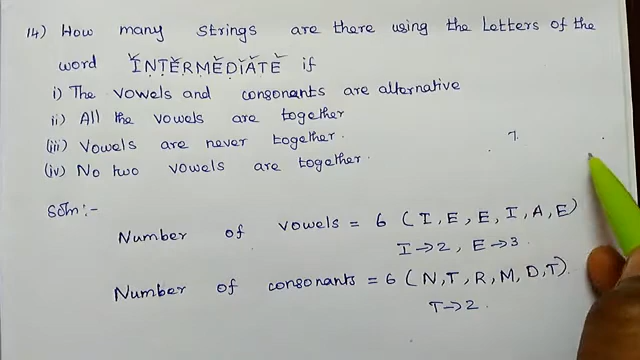 14) How many strings are there using the Letters of the
word INTERMEDIATE if
i) The vowels and consonants are alternative
ii) All the vowels are together
(iii) Vowels are never together.
(iv) No two vowels are together.
7.
Soln:-
Number of vowels = 6 (I, E, E, I, A, E)
I→2, E→3.
Number of consonants = 6 (N, T, R, M, D, T).
T→2.